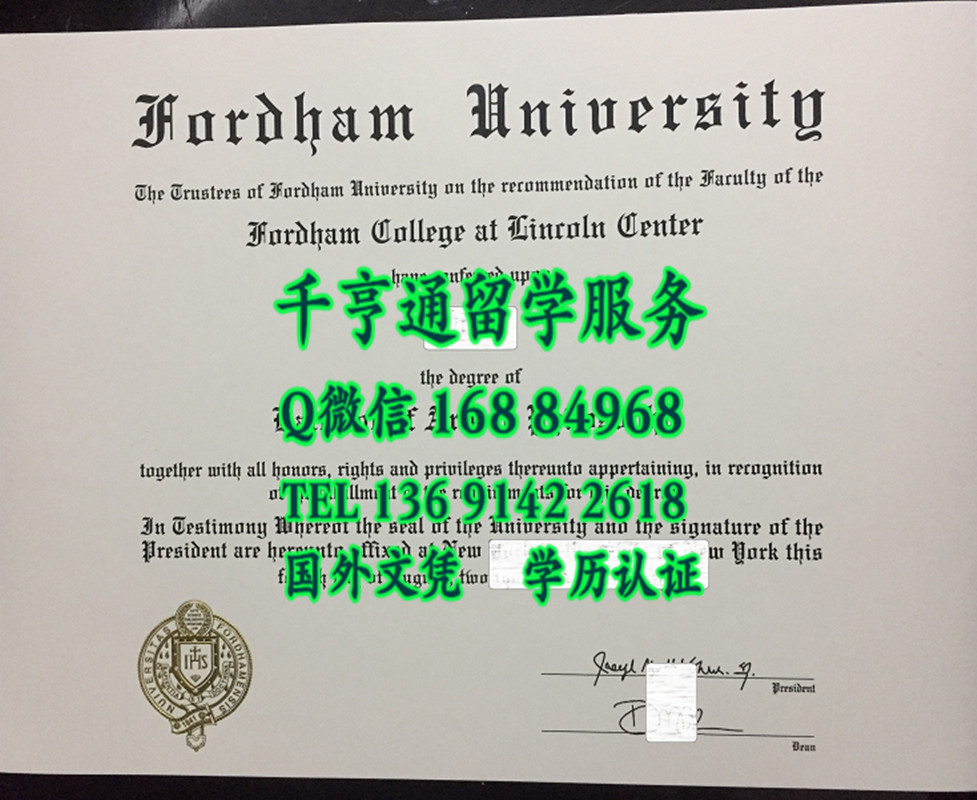 Fordham University
The Trustees of Fordham University on the recommendation of the Faculty of the
Fordham College at Lincoln Center
千亨通留学服务
the degree of
Q微信 168 84968
together with all honors, rights and privileges thereunto appertaining, in recognition
TEL 136 9142 2618
In Testimony Whereof the seal of the University and the signature of the
President are hereunto affixed at New York this
国外文凭 学历认证
FORDHAMENSIS
IHS
1841
President
Dean